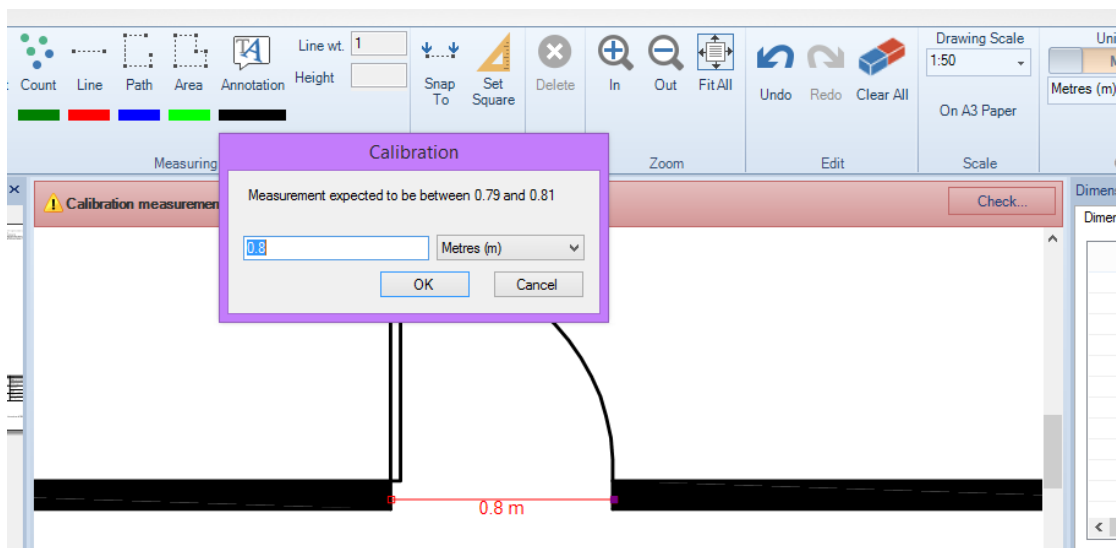 Count Line Path Area Annotation
Line wt. 1
Height
Snap To
Set Square
Delete
In Out Fit All
Undo Redo Clear All
Drawing Scale
1:50
On A3 Paper
Metres (m)
Measuring
Zoom
Edit
Scale
Calibration
Measurement expected to be between 0.79 and 0.81
0.8 Metres (m)
OK Cancel
Calibration measuremen
Check...
Dimens
Dimer
0.8 m